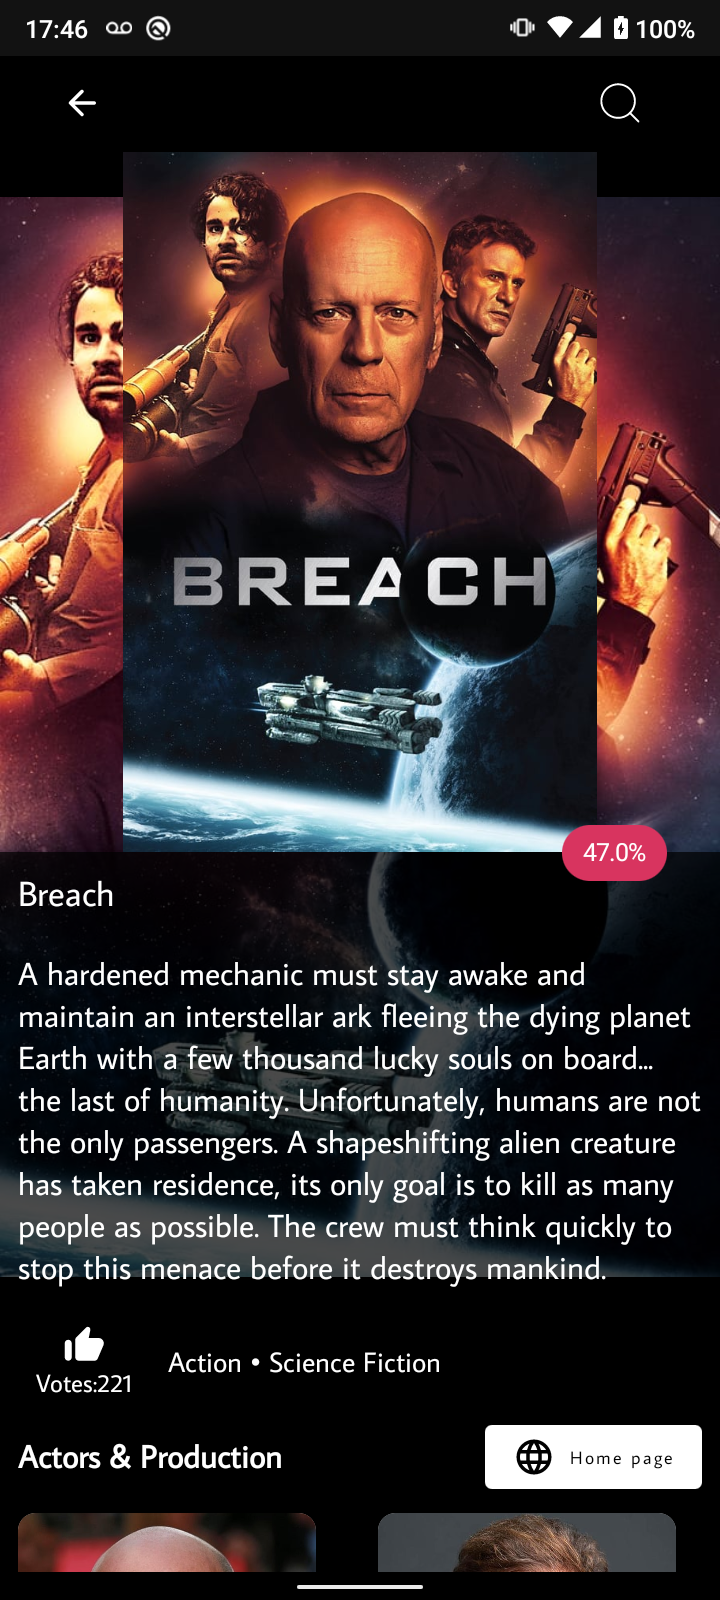 17:46
100%
BREACH
47.0%
Breach
A hardened mechanic must stay awake and
maintain an interstellar ark fleeing the dying planet
Earth with a few thousand lucky souls on board...
the last of humanity. Unfortunately, humans are not
the only passengers. A shapeshifting alien creature
has taken residence, its only goal is to kill as many
people as possible. The crew must think quickly to
stop this menace before it destroys mankind.
Votes:221
Action • Science Fiction
Actors & Production
Home page